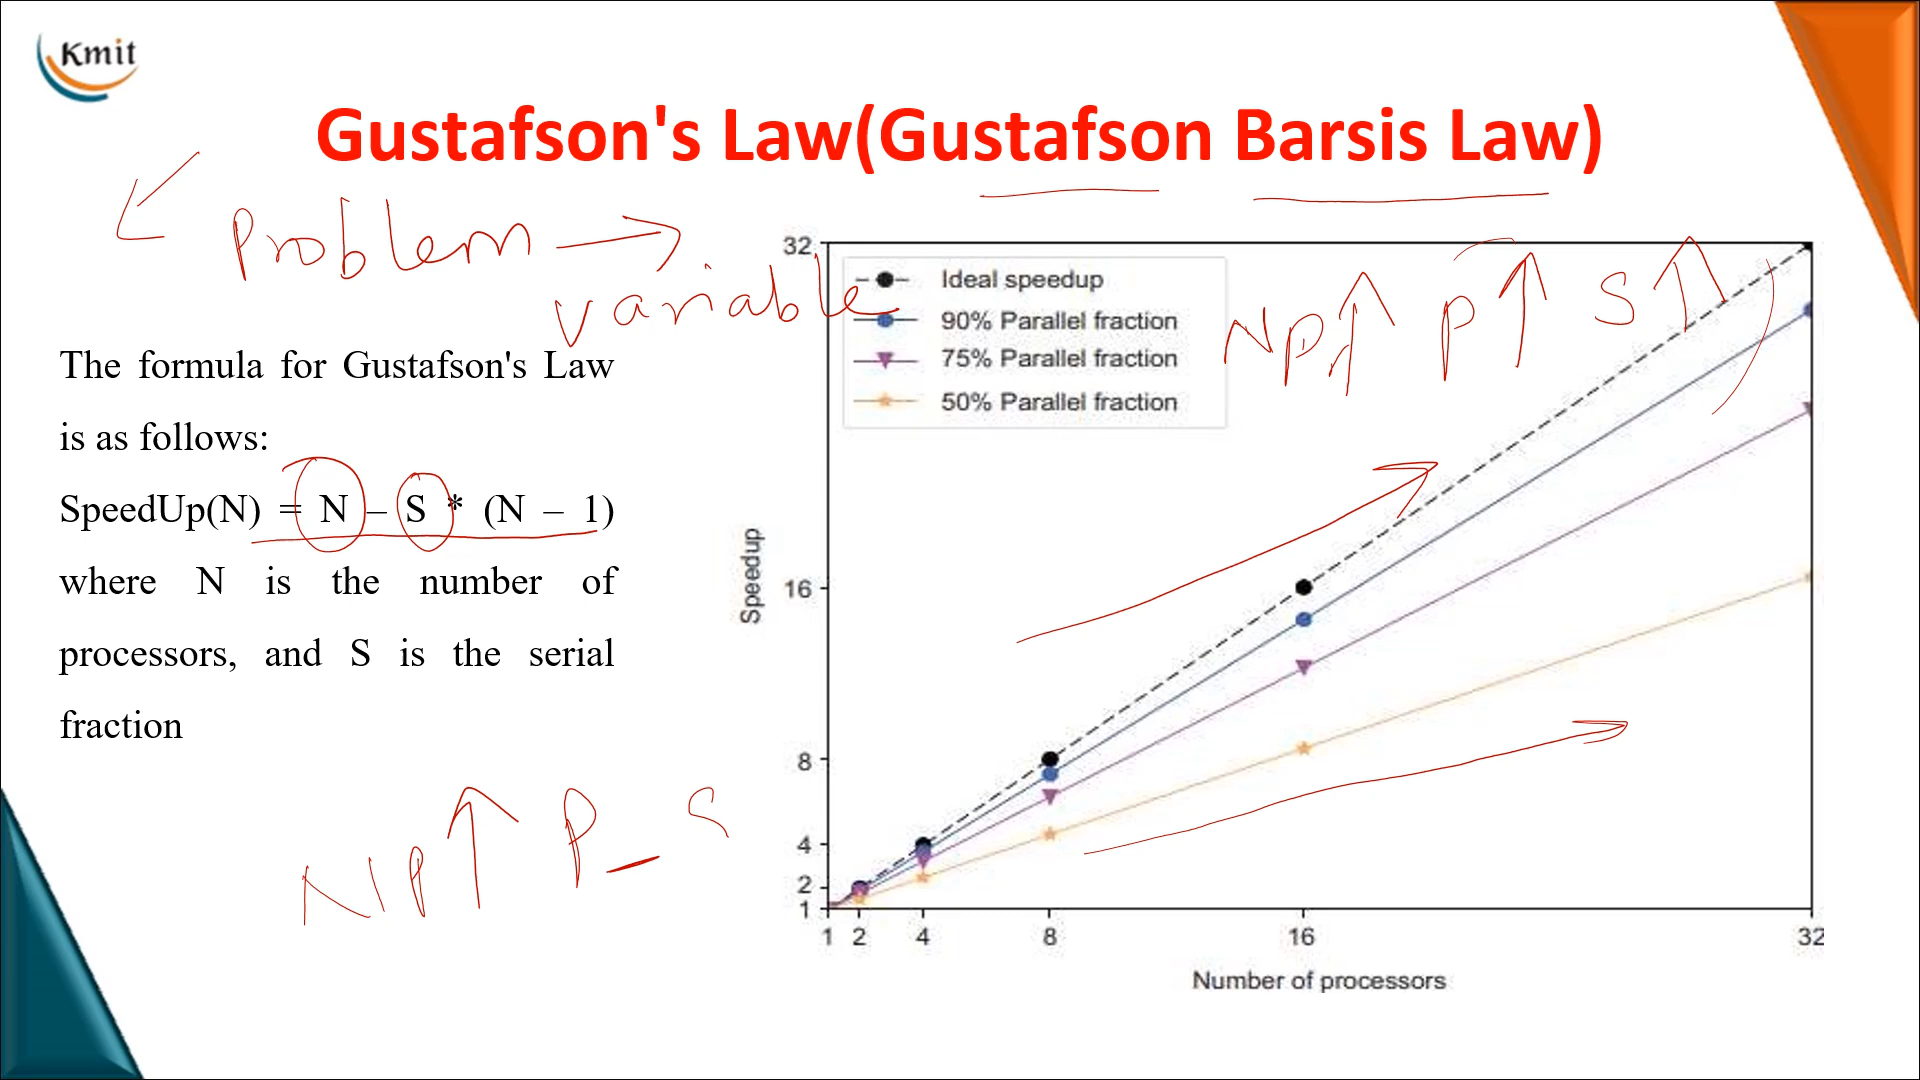 Kmit
Gustafson's Law(Gustafson Barsis Law)
Problem →
variable
The formula for Gustafson's Law
is as follows:
SpeedUp(N) = N – S * (N – 1)
where N is the number of
processors, and S is the serial
fraction
NP↑ P
32
16
8
4
2
1
Speedup
Ideal speedup
90% Parallel fraction
75% Parallel fraction
50% Parallel fraction
NP↑ P↑ S↑
1 2 4 8 16 32
Number of processors